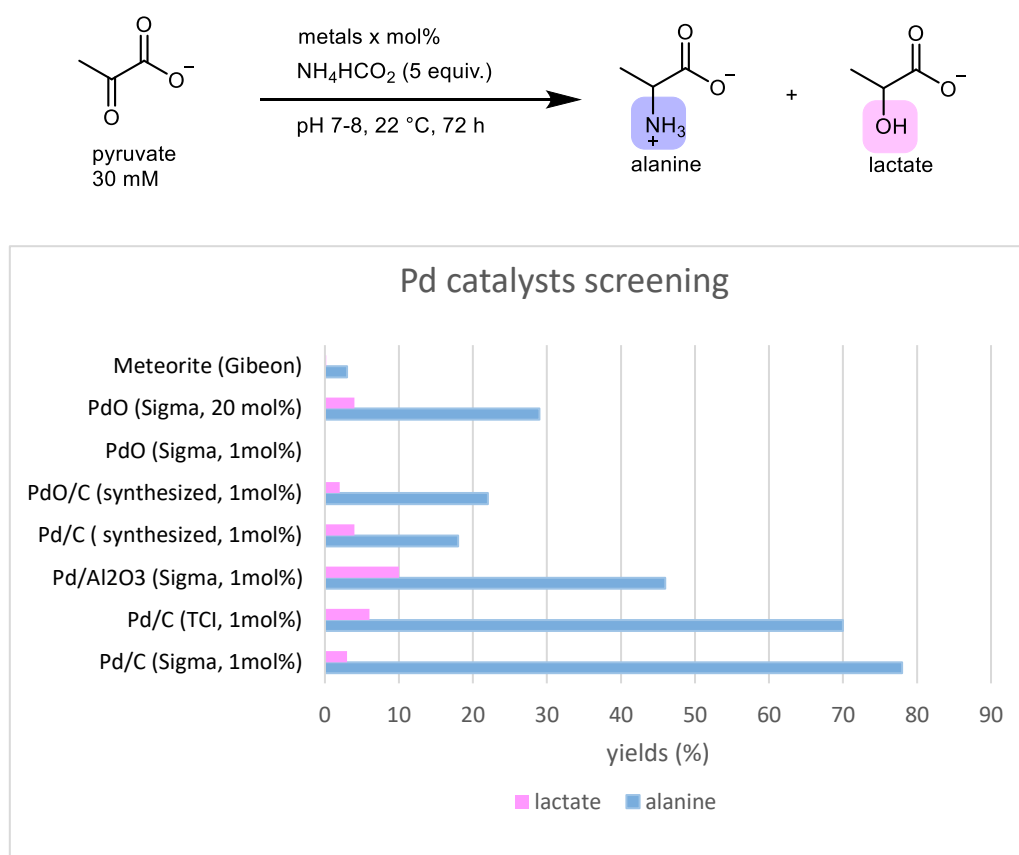 metals x mol%
NH4HCO2 (5 equiv.)
pH 7-8, 22 °C, 72 h
O
O−
O
pyruvate
30 mM
O
O−
NH3
+
alanine
+
O
O−
OH
lactate
Pd catalysts screening
Meteorite (Gibeon)
PdO (Sigma, 20 mol%)
PdO (Sigma, 1mol%)
PdO/C (synthesized, 1mol%)
Pd/C ( synthesized, 1mol%)
Pd/Al2O3 (Sigma, 1mol%)
Pd/C (TCI, 1mol%)
Pd/C (Sigma, 1mol%)
0 10 20 30 40 50 60 70 80 90
yields (%)
lactate alanine